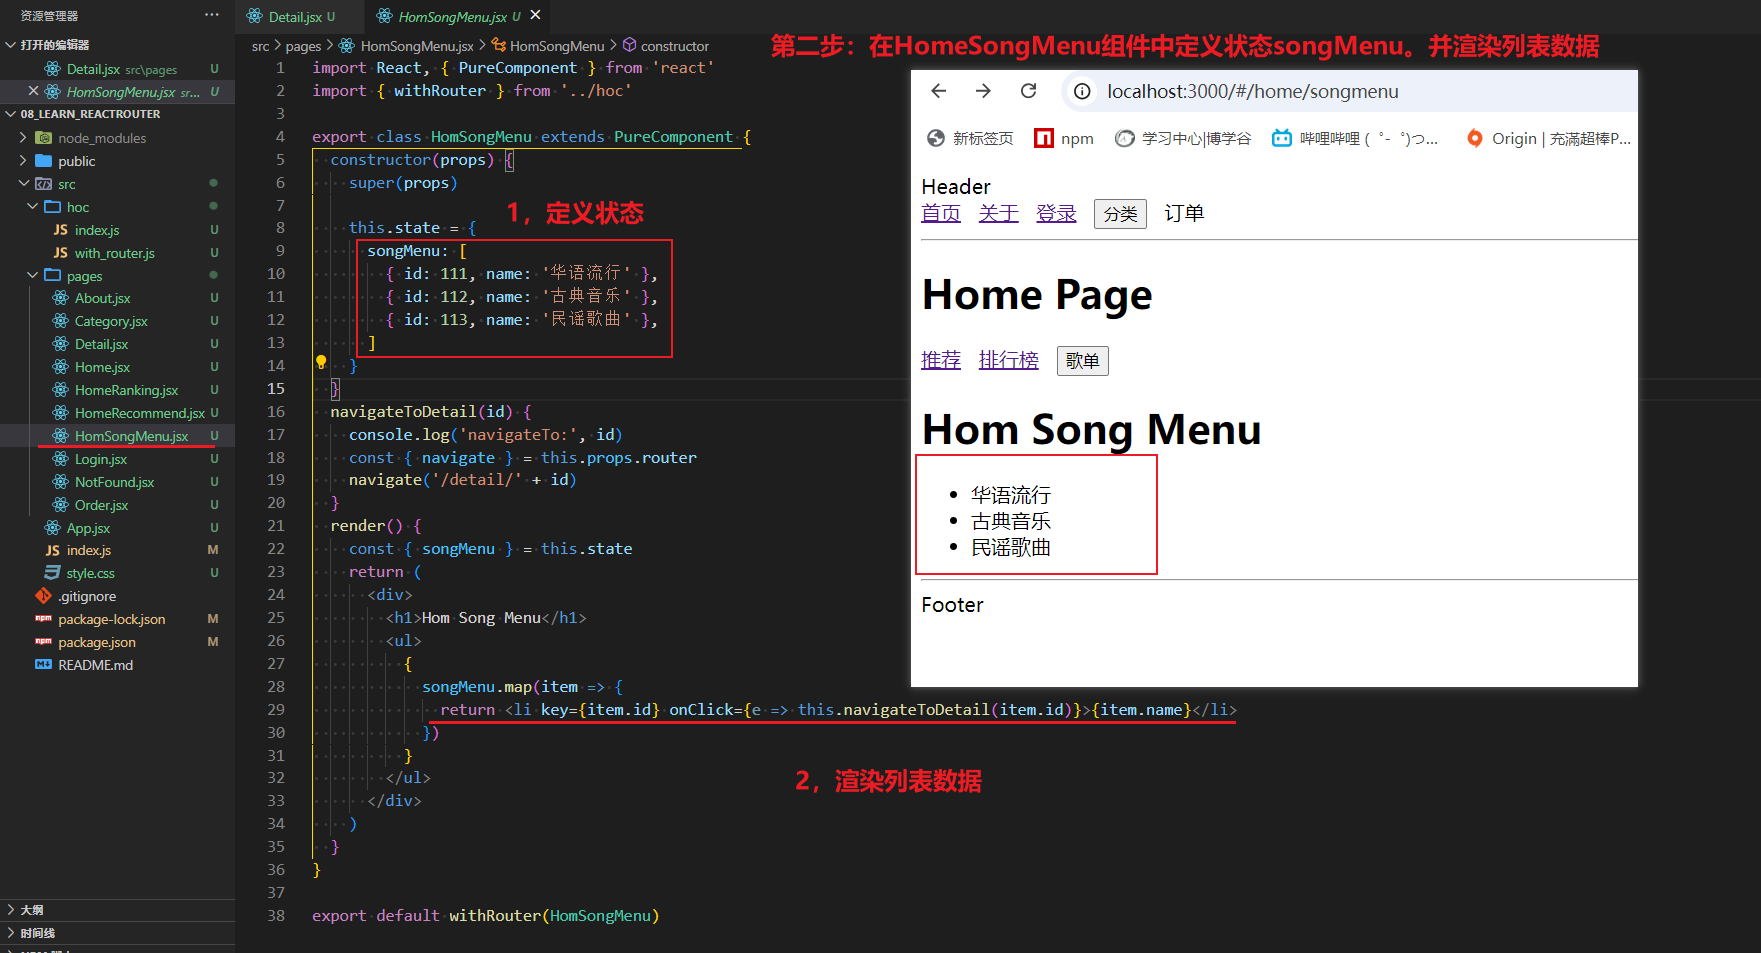 资源管理器 ···
打开的编辑器
Detail.jsx src\pages U
HomSongMenu.jsx sr... U
08_LEARN_REACTROUTER
node_modules
public
src
hoc
JS index.js U
JS with_router.js U
pages
About.jsx U
Category.jsx U
Detail.jsx U
Home.jsx U
HomeRanking.jsx U
HomeRecommend.jsx U
HomSongMenu.jsx U
Login.jsx U
NotFound.jsx U
Order.jsx U
App.jsx U
JS index.js M
style.css U
.gitignore
package-lock.json M
package.json M
README.md
大纲
时间线
Detail.jsx U HomSongMenu.jsx U
src > pages > HomSongMenu.jsx > HomSongMenu > constructor
1 import React, { PureComponent } from 'react'
2 import { withRouter } from '../hoc'
3
4 export class HomSongMenu extends PureComponent {
5 constructor(props) {
6 super(props)
7
8 this.state = {
9 songMenu: [
10 { id: 111, name: '华语流行' },
11 { id: 112, name: '古典音乐' },
12 { id: 113, name: '民谣歌曲' },
13 ]
14 }
15 }
16 navigateToDetail(id) {
17 console.log('navigateTo:', id)
18 const { navigate } = this.props.router
19 navigate('/detail/' + id)
20 }
21 render() {
22 const { songMenu } = this.state
23 return (
24 <div>
25 <h1>Hom Song Menu</h1>
26 <ul>
27 {
28 songMenu.map(item => {
29 return <li key={item.id} onClick={e => this.navigateToDetail(item.id)}>{item.name}</li>
30 })
31 }
32 </ul>
33 </div>
34 )
35 }
36 }
37
38 export default withRouter(HomSongMenu)
1，定义状态
2，渲染列表数据
第二步：在HomeSongMenu组件中定义状态songMenu。并渲染列表数据
localhost:3000/#/home/songmenu
新标签页 npm 学习中心|博学谷 哔哩哔哩 (゜-゜)つ... Origin | 充滿超棒P...
Header
首页 关于 登录 分类 订单
Home Page
推荐 排行榜 歌单
Hom Song Menu
• 华语流行
• 古典音乐
• 民谣歌曲
Footer